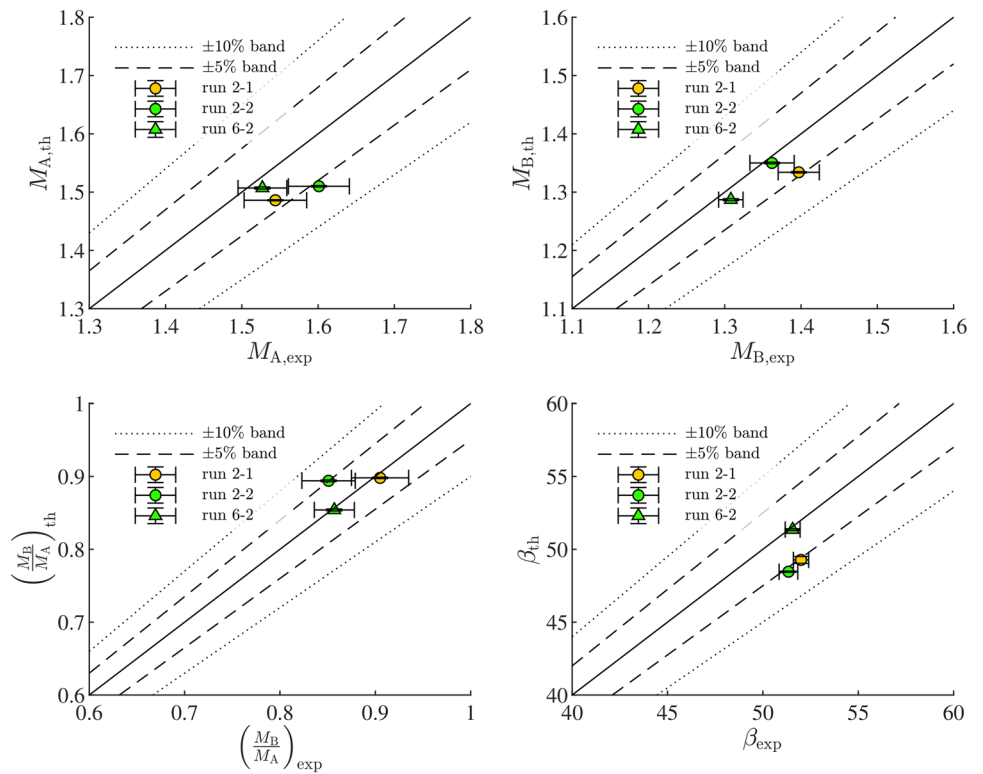 1.8
1.7
1.6
1.5
1.4
1.3
M_A,th
±10% band
±5% band
run 2-1
run 2-2
run 6-2
1.3 1.4 1.5 1.6 1.7 1.8
M_A,exp
1.6
1.5
1.4
1.3
1.2
1.1
M_B,th
±10% band
±5% band
run 2-1
run 2-2
run 6-2
1.1 1.2 1.3 1.4 1.5 1.6
M_B,exp
1
0.9
0.8
0.7
0.6
(M_B/M_A)_th
±10% band
±5% band
run 2-1
run 2-2
run 6-2
0.6 0.7 0.8 0.9 1
(M_B/M_A)_exp
60
55
50
45
40
β_th
±10% band
±5% band
run 2-1
run 2-2
run 6-2
40 45 50 55 60
β_exp